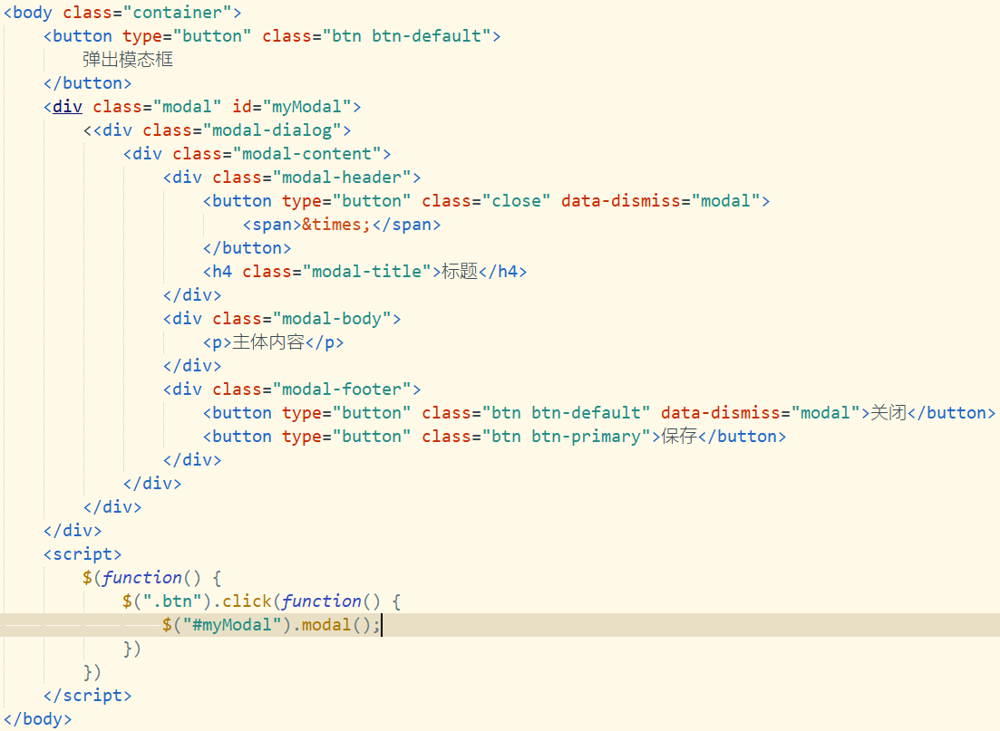 <body class="container">
<button type="button" class="btn btn-default">
弹出模态框
</button>
<div class="modal" id="myModal">
<<div class="modal-dialog">
<div class="modal-content">
<div class="modal-header">
<button type="button" class="close" data-dismiss="modal">
<span>&times;</span>
</button>
<h4 class="modal-title">标题</h4>
</div>
<div class="modal-body">
<p>主体内容</p>
</div>
<div class="modal-footer">
<button type="button" class="btn btn-default" data-dismiss="modal">关闭</button>
<button type="button" class="btn btn-primary">保存</button>
</div>
</div>
</div>
</div>
<script>
$(function() {
$(".btn").click(function() {
$("#myModal").modal();
})
})
</script>
</body>